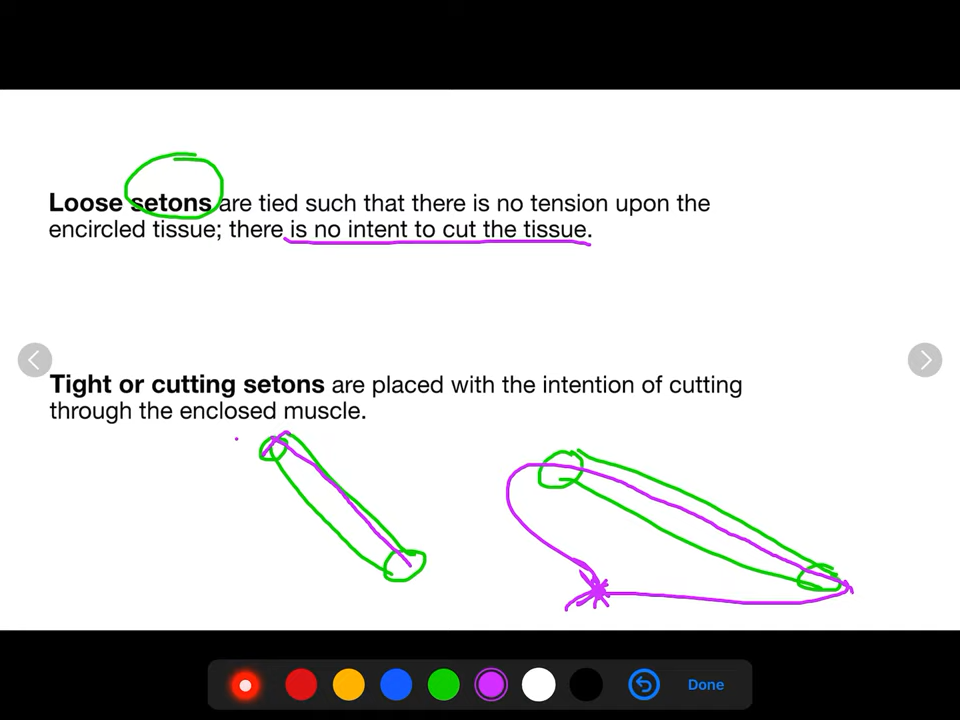 Loose setons are tied such that there is no tension upon the
encircled tissue; there is no intent to cut the tissue.
Tight or cutting setons are placed with the intention of cutting
through the enclosed muscle.
Done